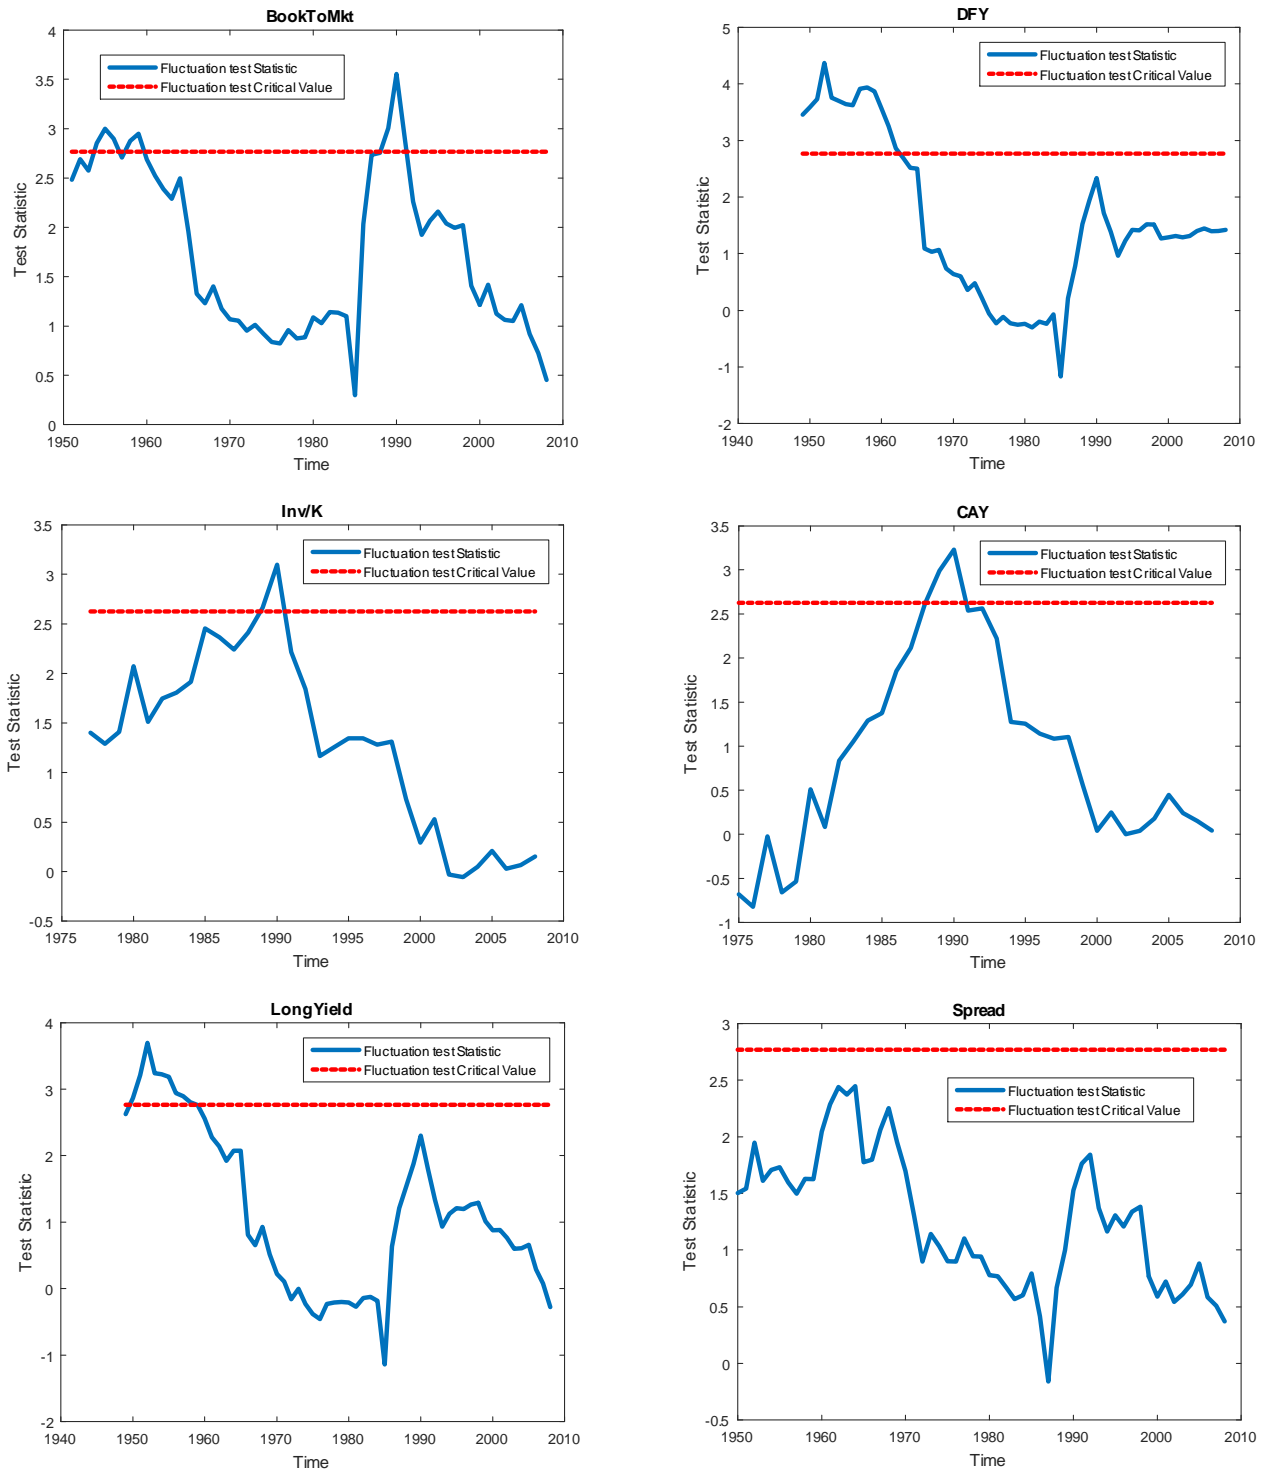 BookToMkt
4
3.5
3
2.5
2
1.5
1
0.5
0
Test Statistic
Fluctuation test Statistic
Fluctuation test Critical Value
1950 1960 1970 1980 1990 2000 2010
Time
DFY
5
4
3
2
1
0
-1
-2
Test Statistic
Fluctuation test Statistic
Fluctuation test Critical Value
1940 1950 1960 1970 1980 1990 2000 2010
Time
Inv/K
3.5
3
2.5
2
1.5
1
0.5
0
-0.5
Test Statistic
Fluctuation test Statistic
Fluctuation test Critical Value
1975 1980 1985 1990 1995 2000 2005 2010
Time
CAY
3.5
3
2.5
2
1.5
1
0.5
0
-0.5
-1
Test Statistic
Fluctuation test Statistic
Fluctuation test Critical Value
1975 1980 1985 1990 1995 2000 2005 2010
Time
LongYield
4
3
2
1
0
-1
-2
Test Statistic
Fluctuation test Statistic
Fluctuation test Critical Value
1940 1950 1960 1970 1980 1990 2000 2010
Time
Spread
3
2.5
2
1.5
1
0.5
0
-0.5
Test Statistic
Fluctuation test Statistic
Fluctuation test Critical Value
1950 1960 1970 1980 1990 2000 2010
Time